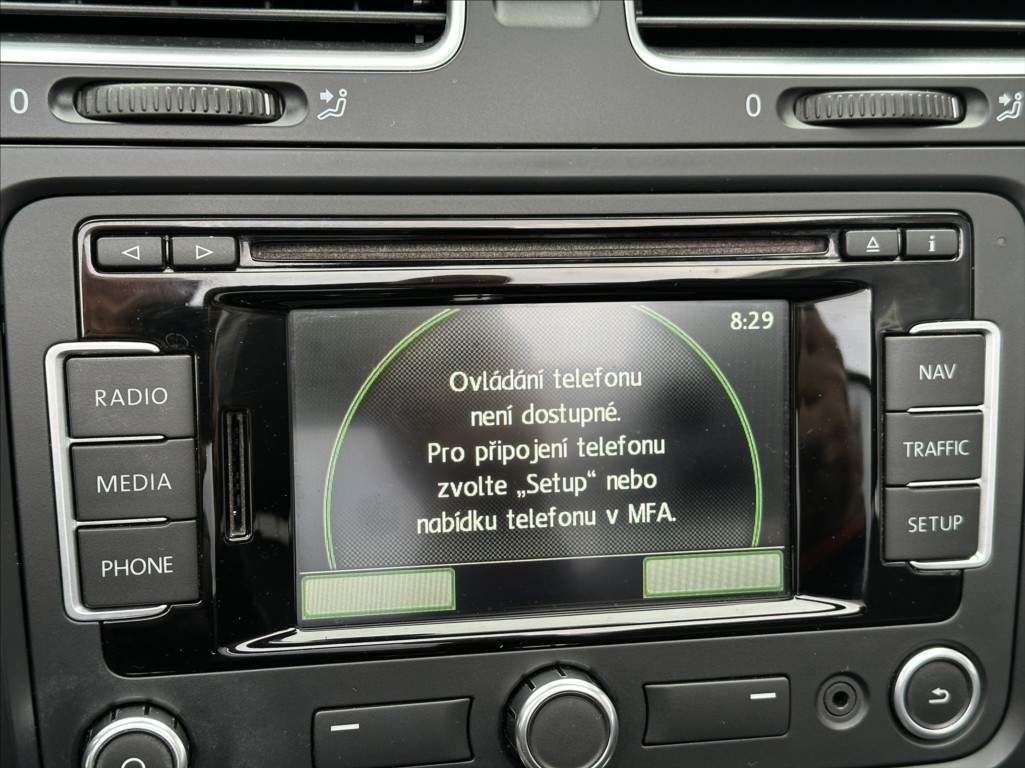 0
0
i
8:29
Ovládání telefonu
není dostupné.
Pro připojení telefonu
zvolte „Setup“ nebo
nabídku telefonu v MFA.
RADIO
MEDIA
PHONE
NAV
TRAFFIC
SETUP